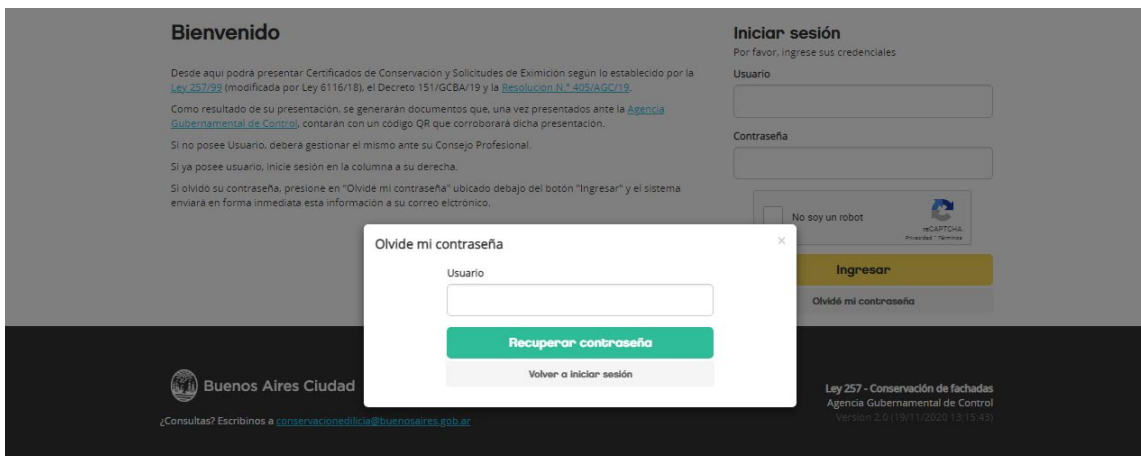 Bienvenido
Desde aquí podrá presentar Certificados de Conservación y Solicitudes de Eximición según lo establecido por la
Ley 257/99 (modificada por Ley 6116/18), el Decreto 151/GCBA/19 y la Resolución N.° 405/AGC/19.
Como resultado de su presentación, se generarán documentos que, una vez presentados ante la Agencia
Gubernamental de Control, contarán con un código QR que corroborará dicha presentación.
Si no posee Usuario, deberá gestionar el mismo ante su Consejo Profesional.
Si ya posee usuario, inicie sesión en la columna a su derecha.
Si olvidó su contraseña, presione en "Olvidé mi contraseña" ubicado debajo del botón "Ingresar" y el sistema
enviará en forma inmediata esta información a su correo elctrónico.
Iniciar sesión
Por favor, ingrese sus credenciales
Usuario
Contraseña
No soy un robot
reCAPTCHA
Privacidad - Términos
Ingresar
Olvidé mi contraseña
Olvide mi contraseña
×
Usuario
Recuperar contraseña
Volver a iniciar sesión
Buenos Aires Ciudad
¿Consultas? Escribinos a conservacionedilicia@buenosaires.gob.ar
Ley 257 - Conservación de fachadas
Agencia Gubernamental de Control
Version 2.0 (19/11/2020 13:15:43)